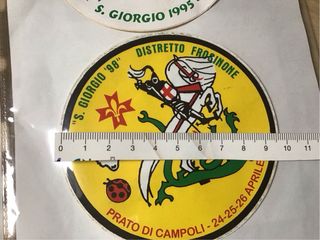 S. GIORGIO 1995
"S. GIORGIO '98" DISTRETTO FROSINONE
0 1 2 3 4 5 6 7 8 9 10 11
PRATO DI CAMPOLI - 24-25-26 APRILE